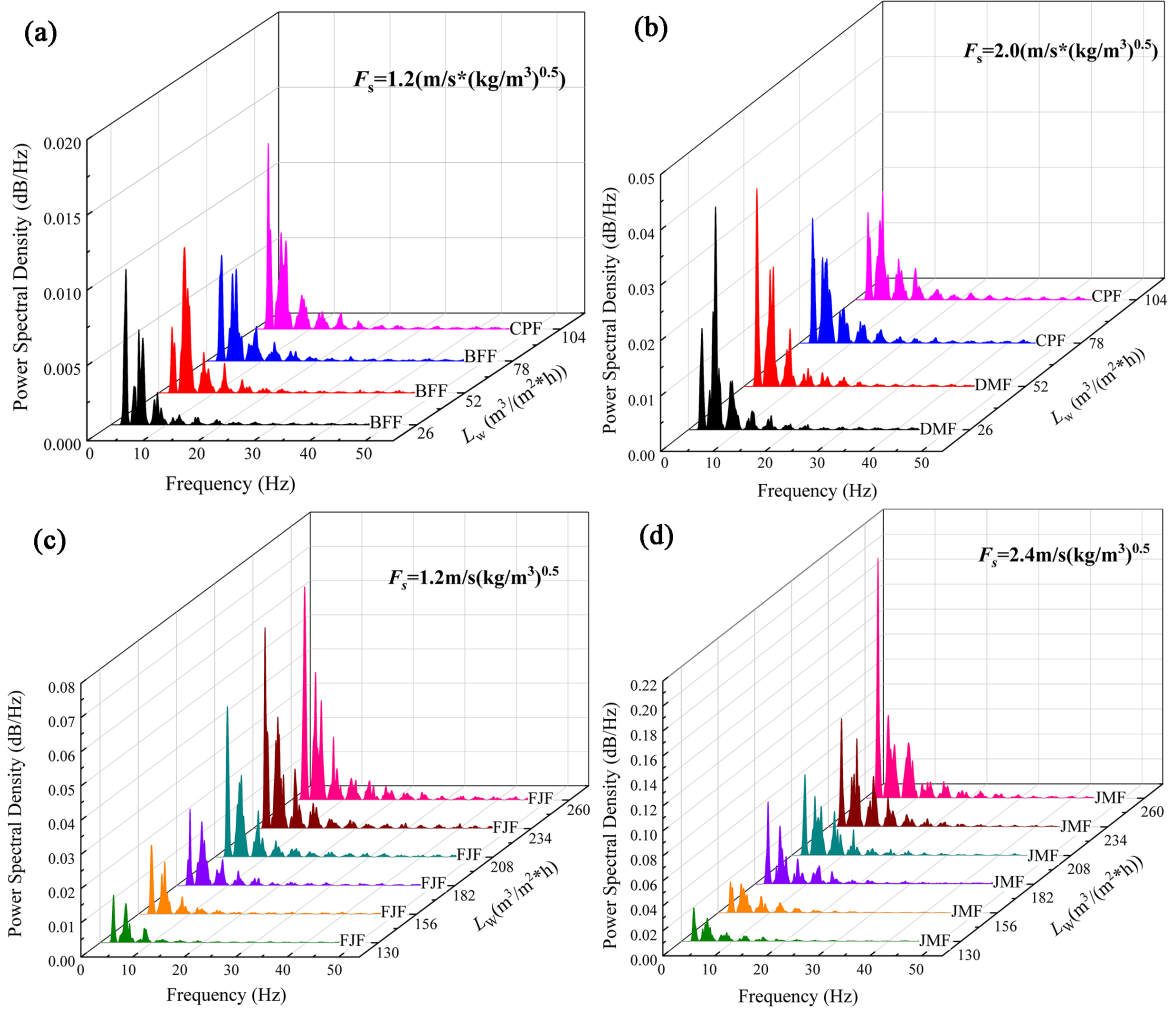 (a)
F_s=1.2(m/s*(kg/m³)^0.5)
Power Spectral Density (dB/Hz)
0.020
0.015
0.010
0.005
0.000
0 10 20 30 40 50
Frequency (Hz)
BFF
BFF
BFF
CPF
26
52
78
104
L_w (m³/(m²*h))
(b)
F_s=2.0(m/s*(kg/m³)^0.5)
Power Spectral Density (dB/Hz)
0.05
0.04
0.03
0.02
0.01
0.00
0 10 20 30 40 50
Frequency (Hz)
DMF
DMF
CPF
CPF
26
52
78
104
L_w (m³/(m²*h))
(c)
F_s=1.2m/s(kg/m³)^0.5
Power Spectral Density (dB/Hz)
0.08
0.07
0.06
0.05
0.04
0.03
0.02
0.01
0.00
0 10 20 30 40 50
Frequency (Hz)
FJF
FJF
FJF
FJF
FJF
FJF
130
156
182
208
234
260
L_W(m³/m²*h))
(d)
F_s=2.4m/s(kg/m³)^0.5
Power Spectral Density (dB/Hz)
0.22
0.20
0.18
0.16
0.14
0.12
0.10
0.08
0.06
0.04
0.02
0.00
0 10 20 30 40 50
Frequency (Hz)
JMF
JMF
JMF
JMF
JMF
JMF
130
156
182
208
234
260
L_w(m³/(m²*h))